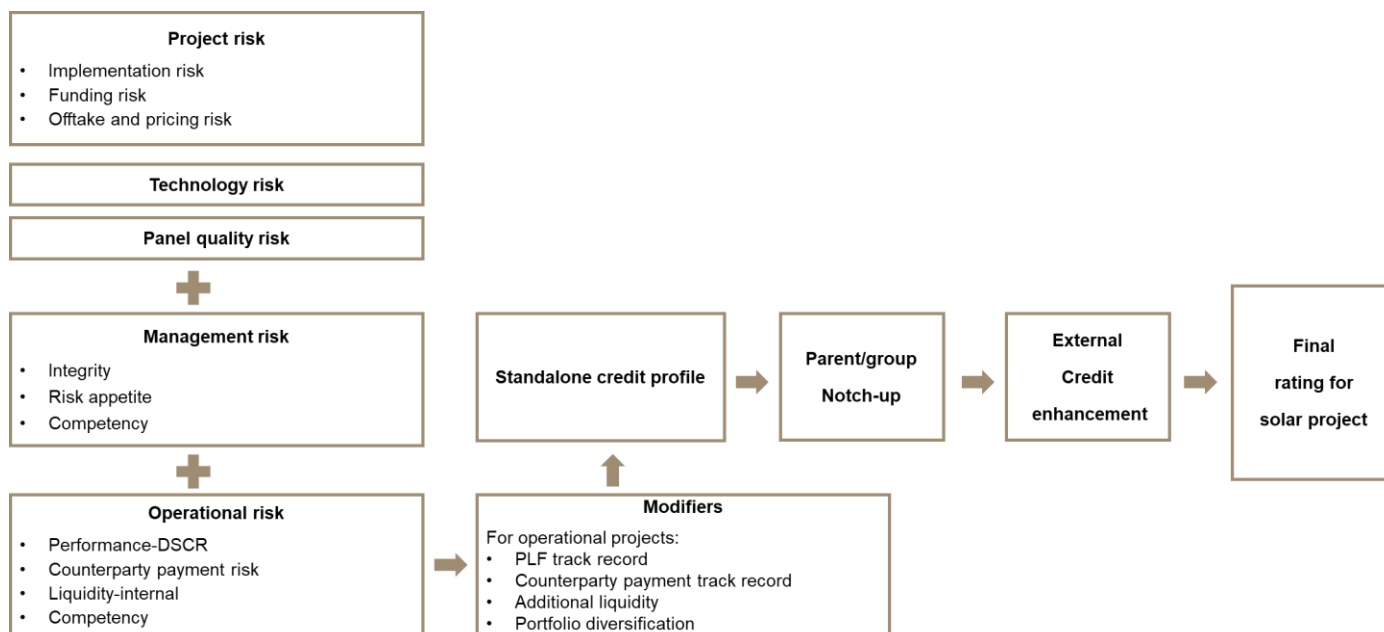 Project risk
• Implementation risk
• Funding risk
• Offtake and pricing risk
Technology risk
Panel quality risk
Management risk
• Integrity
• Risk appetite
• Competency
Operational risk
• Performance-DSCR
• Counterparty payment risk
• Liquidity-internal
• Competency
Modifiers
For operational projects:
• PLF track record
• Counterparty payment track record
• Additional liquidity
• Portfolio diversification
Standalone credit profile
Parent/group
Notch-up
External
Credit
enhancement
Final
rating for
solar project